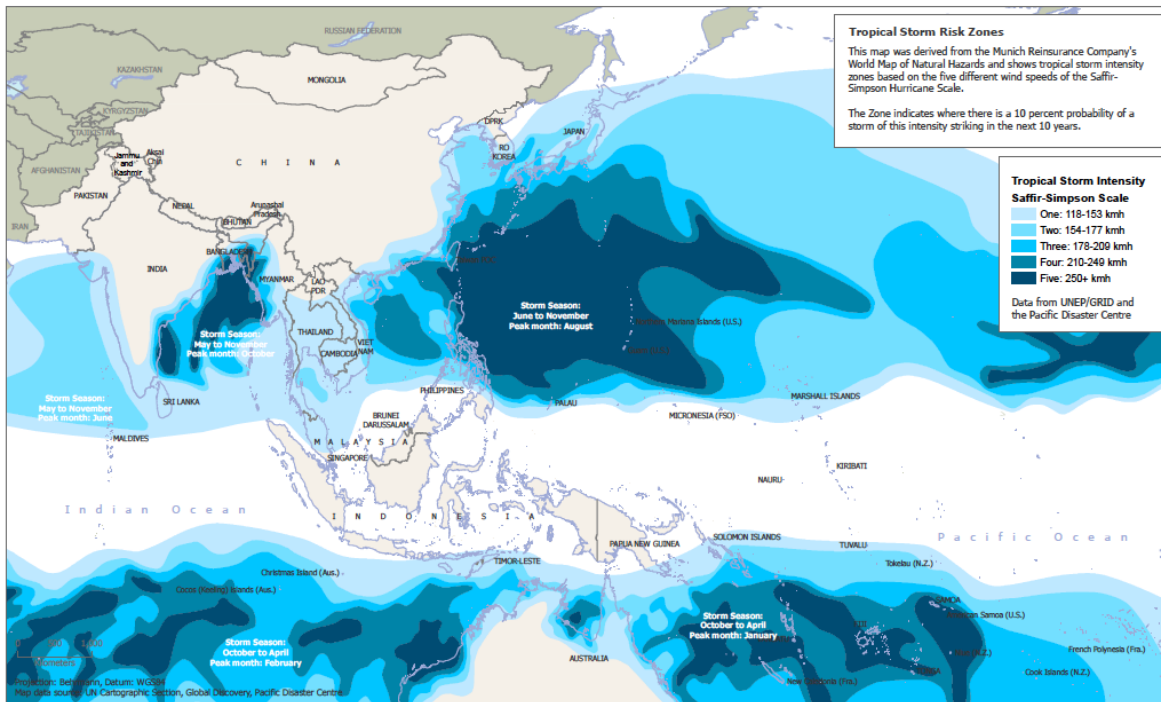 RUSSIAN FEDERATION
Tropical Storm Risk Zones
This map was derived from the Munich Reinsurance Company's
World Map of Natural Hazards and shows tropical storm intensity
zones based on the five different wind speeds of the Saffir-
Simpson Hurricane Scale.
The Zone indicates where there is a 10 percent probability of a
storm of this intensity striking in the next 10 years.
KAZAKHSTAN
MONGOLIA
KYRGYZSTAN
TAJIKISTAN
DPRK
JAPAN
RO
KOREA
AFGHANISTAN
Jammu
and
Kashmir
Aksai
Chin
C H I N A
PAKISTAN
IRAN
NEPAL
BHUTAN
Arunashal
Pradesh
BANGLADESH
INDIA
MYANMAR
LAO
PDR
THAILAND
CAMBODIA
VIET
NAM
Tropical Storm Intensity
Saffir-Simpson Scale
One: 118-153 kmh
Two: 154-177 kmh
Three: 178-209 kmh
Four: 210-249 kmh
Five: 250+ kmh
Data from UNEP/GRID and
the Pacific Disaster Centre
Storm Season:
May to November
Peak month: October
Storm Season:
June to November
Peak month: August
Northern Mariana Islands (U.S.)
Storm Season:
May to November
Peak month: June
SRI LANKA
MALDIVES
PHILIPPINES
PALAU
MICRONESIA (FSO)
MARSHALL ISLANDS
BRUNEI
DARUSSALAM
M A L A Y S I A
SINGAPORE
KIRIBATI
NAURU
Indian Ocean
I N D O N E S I A
PAPUA NEW GUINEA
SOLOMON ISLANDS
TUVALU
Pacific Ocean
TIMOR-LESTE
Tokelau (N.Z.)
Christmas Island (Aus.)
Cocos (Keeling) Islands (Aus.)
SAMOA
American Samoa (U.S.)
Storm Season:
October to April
Peak month: February
Storm Season:
October to April
Peak month: January
AUSTRALIA
French Polynesia (Fra.)
Cook Islands (N.Z.)
New Caledonia (Fra.)
Kilometers
Projection: Behrmann, Datum: WGS84
Map data source: UN Cartographic Section, Global Discovery, Pacific Disaster Centre